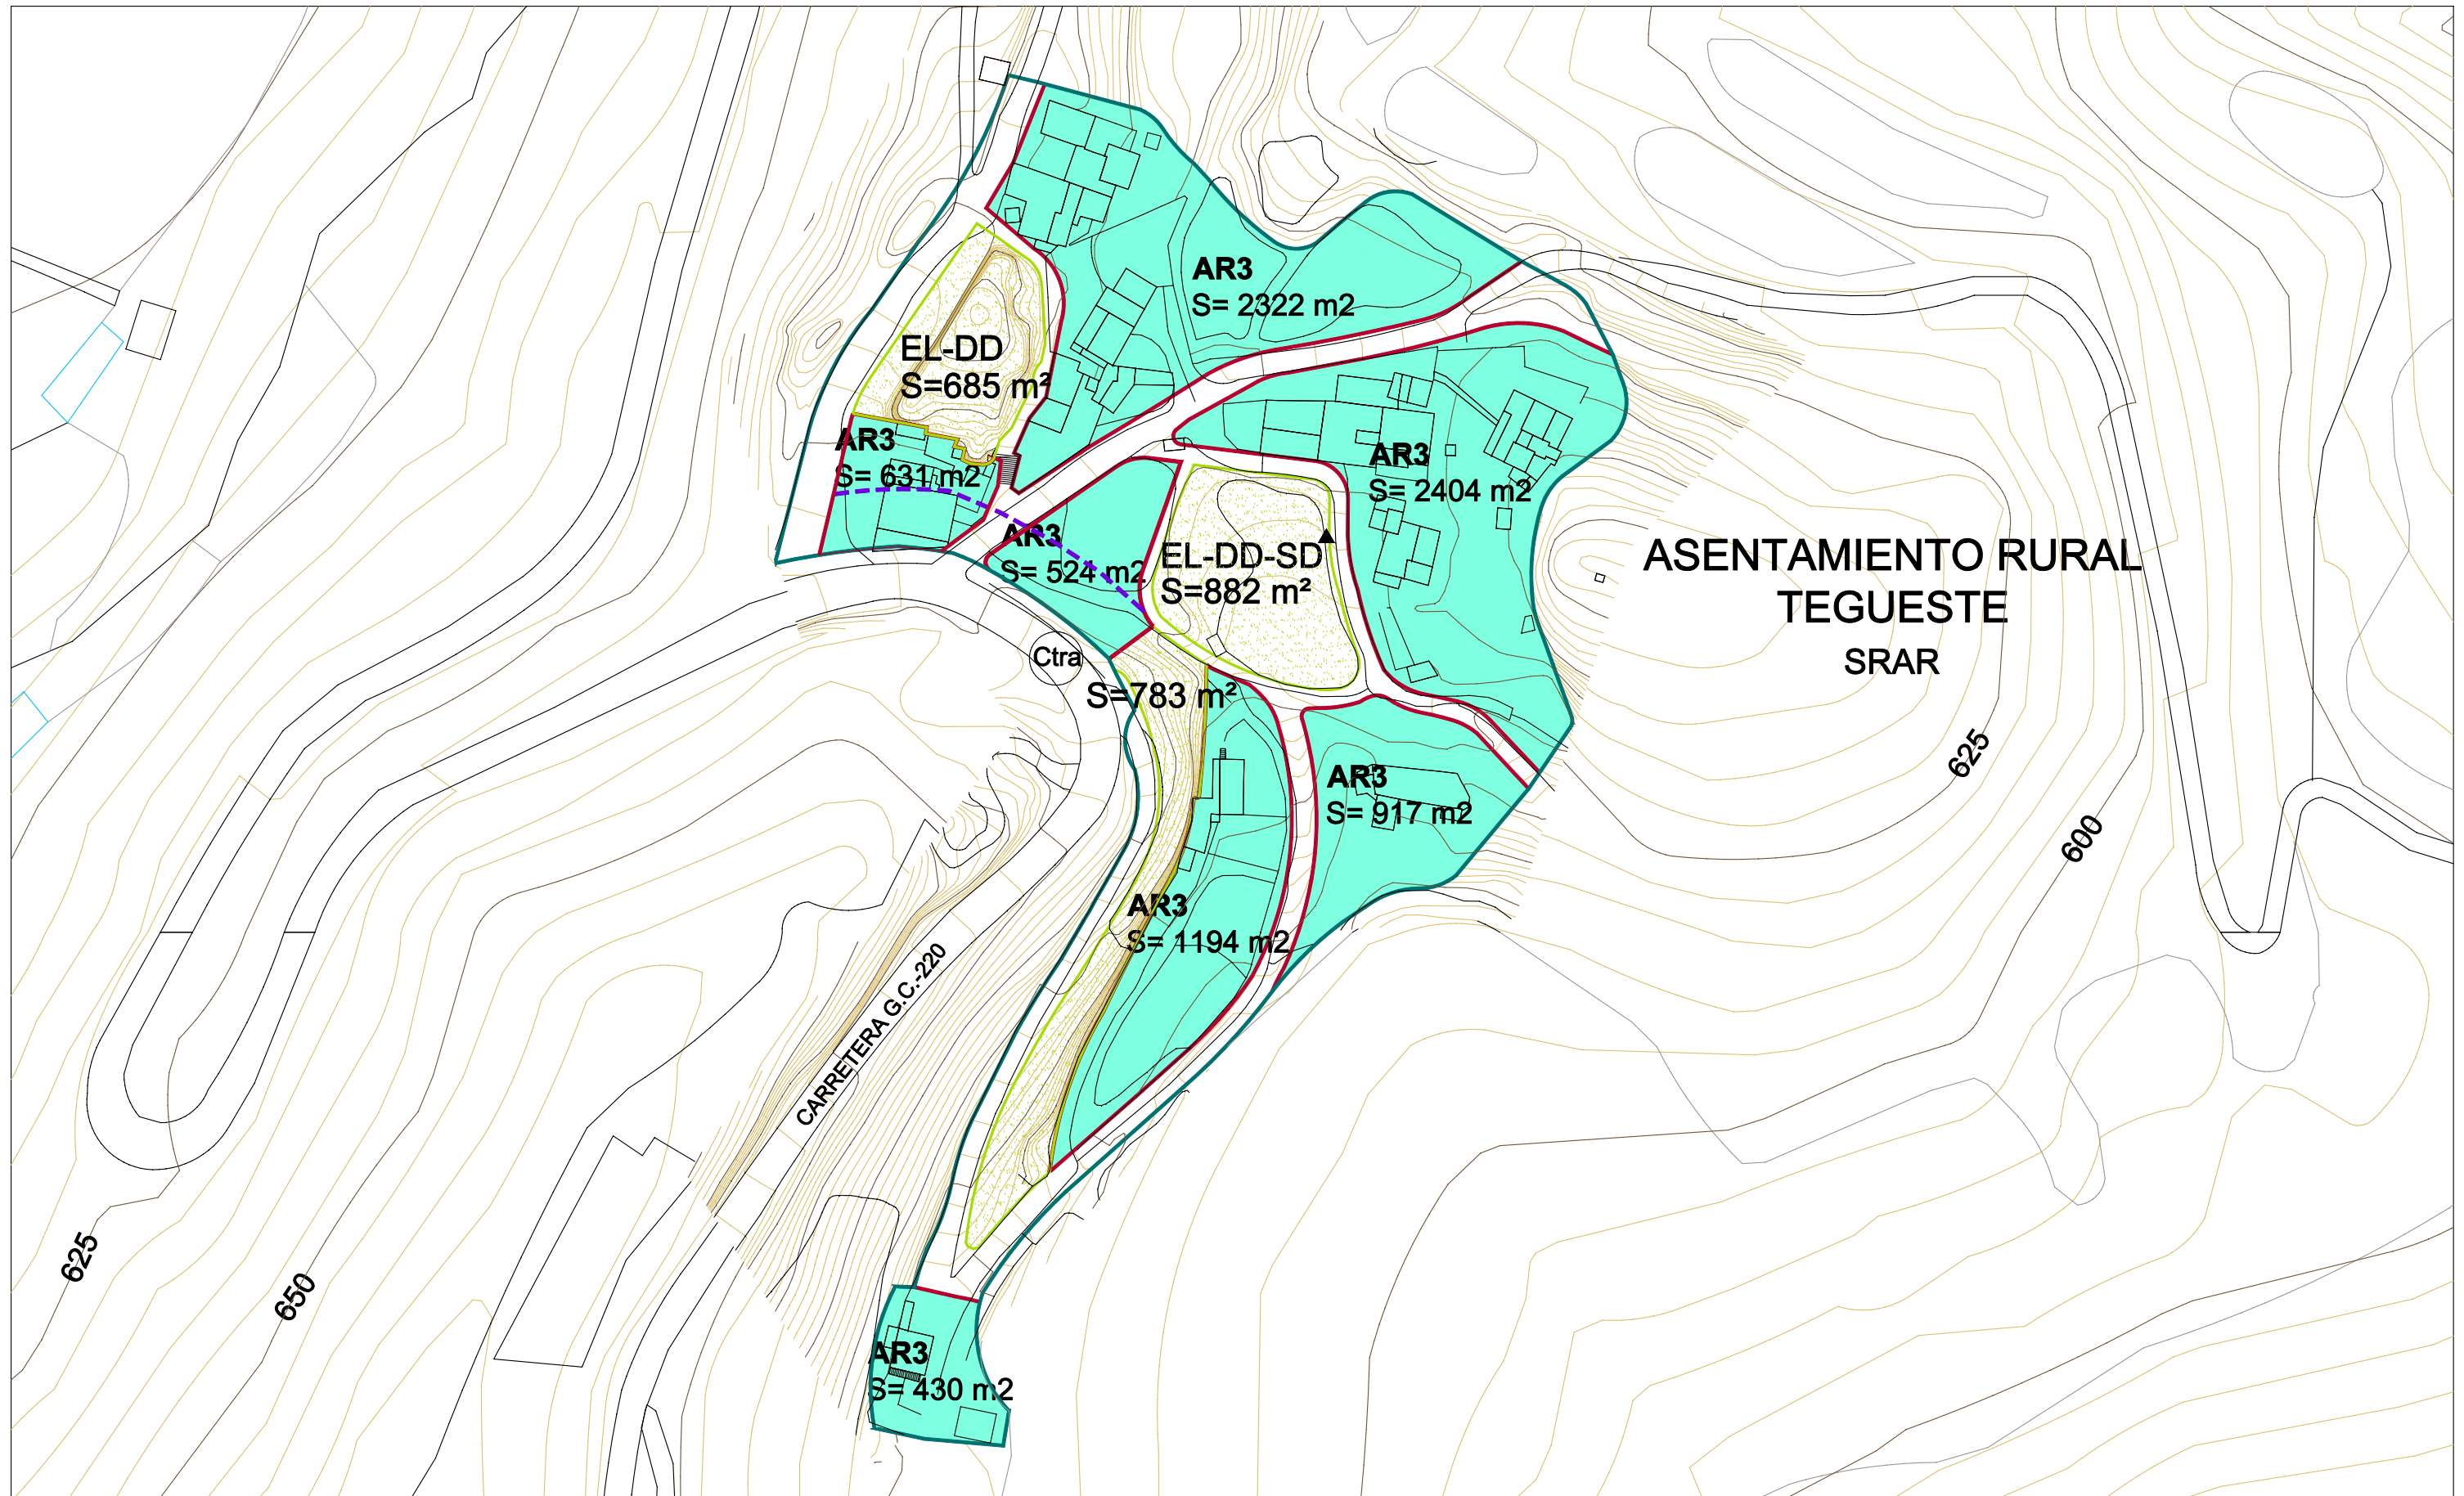 AR3
S= 2322 m2
EL-DD
S=685 m²
AR3
S= 631 m2
AR3
S= 2404 m2
AR3
S= 524 m2
EL-DD-SD
S=882 m²
ASENTAMIENTO RURAL
TEGUESTE
SRAR
Ctra
S=783 m²
AR3
S= 917 m2
AR3
S= 1194 m2
CARRETERA G.C.-220
625
600
625
650
AR3
S= 430 m2